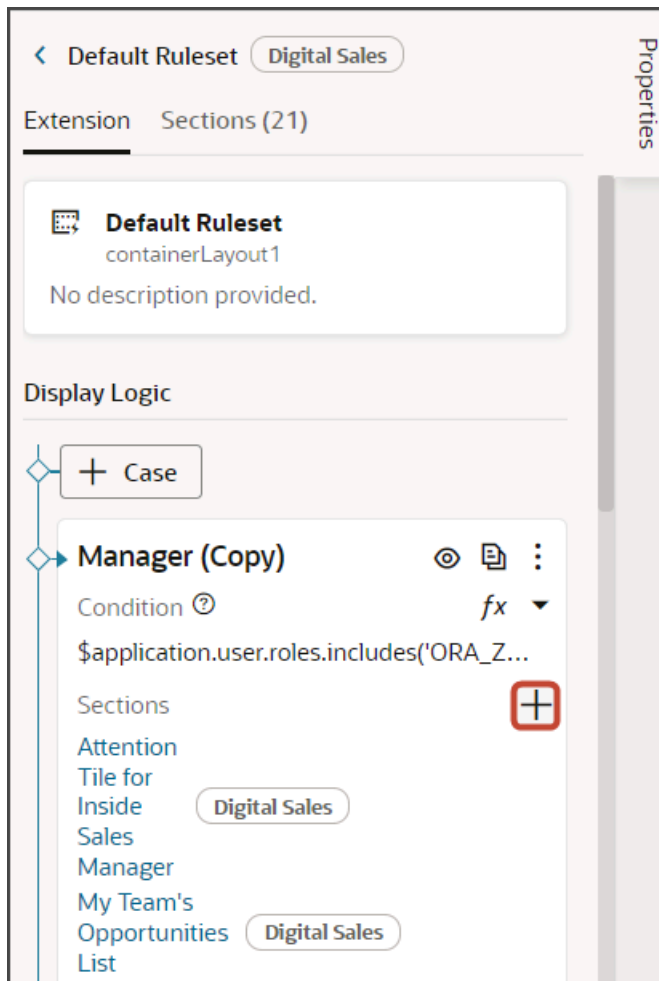 Default Ruleset Digital Sales
Properties
Extension Sections (21)
Default Ruleset
containerLayout1
No description provided.
Display Logic
+ Case
Manager (Copy)
Condition ? fx
$application.user.roles.includes('ORA_Z...
Sections +
Attention
Tile for
Inside Digital Sales
Sales
Manager
My Team's
Opportunities Digital Sales
List